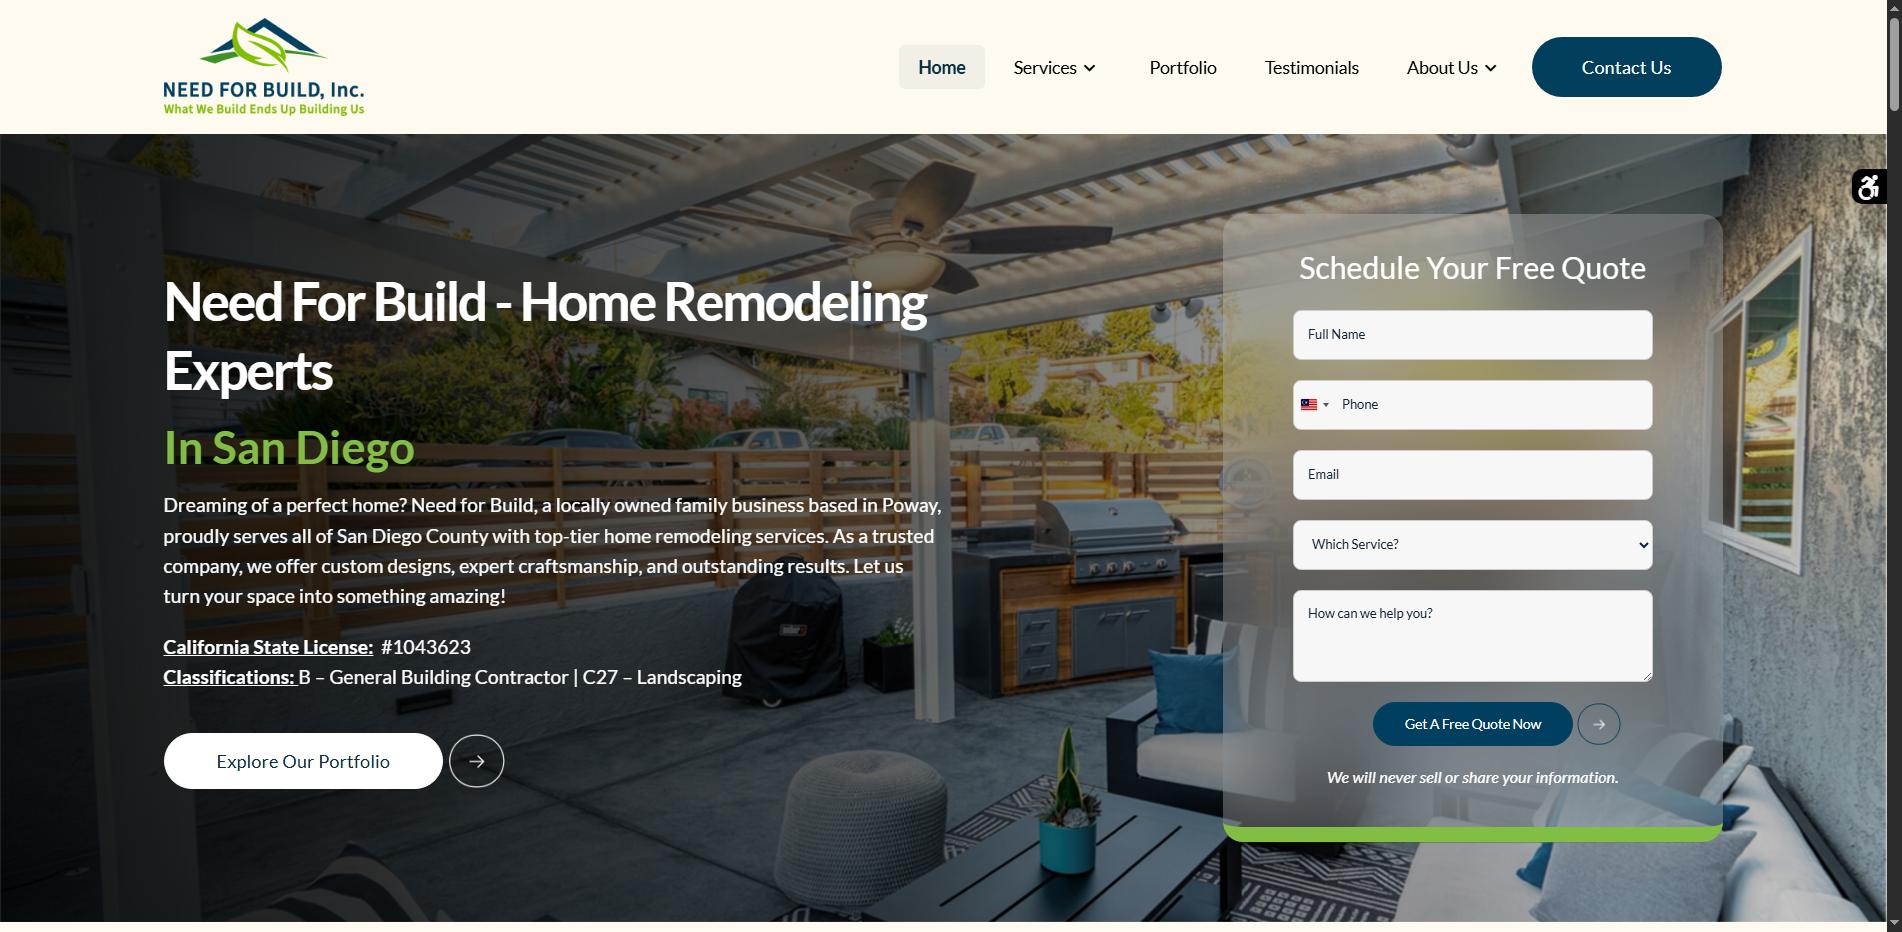 NEED FOR BUILD, Inc.
What We Build Ends Up Building Us
Home
Services
Portfolio
Testimonials
About Us
Contact Us
Need For Build - Home Remodeling
Experts
In San Diego
Dreaming of a perfect home? Need for Build, a locally owned family business based in Poway,
proudly serves all of San Diego County with top-tier home remodeling services. As a trusted
company, we offer custom designs, expert craftsmanship, and outstanding results. Let us
turn your space into something amazing!
California State License: #1043623
Classifications: B – General Building Contractor | C27 – Landscaping
Explore Our Portfolio
Schedule Your Free Quote
Full Name
Phone
Email
Which Service?
How can we help you?
Get A Free Quote Now
We will never sell or share your information.